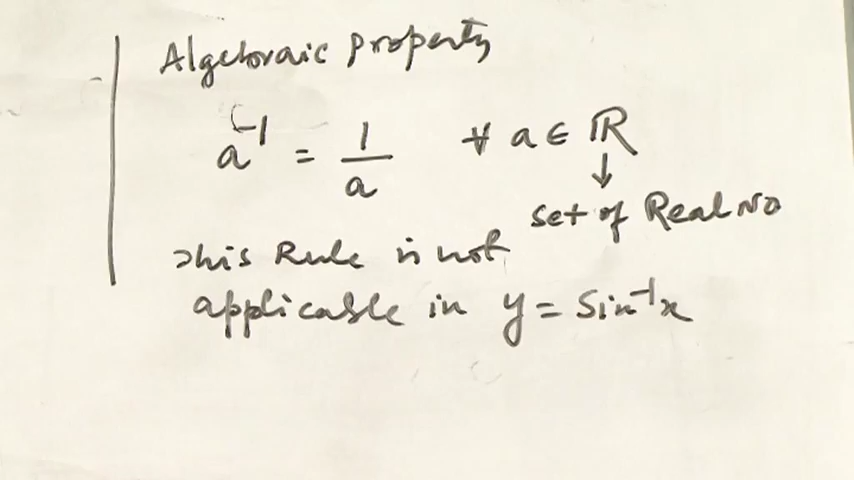 Algebraic property
a⁻¹ = 1/a ∀ a ∈ ℝ
↓
set of Real No
This Rule is not
applicable in y = Sin⁻¹x